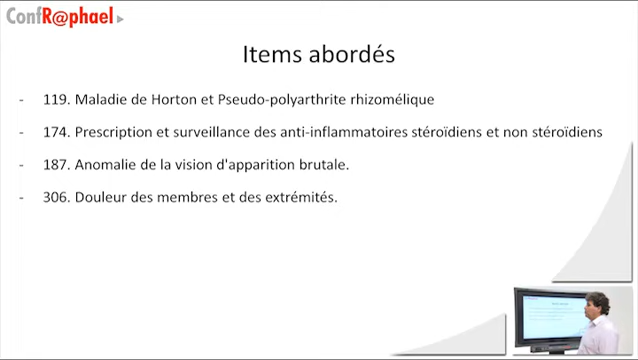 ConfR@phael
Items abordés
- 119. Maladie de Horton et Pseudo-polyarthrite rhizomélique
- 174. Prescription et surveillance des anti-inflammatoires stéroïdiens et non stéroïdiens
- 187. Anomalie de la vision d'apparition brutale.
- 306. Douleur des membres et des extrémités.